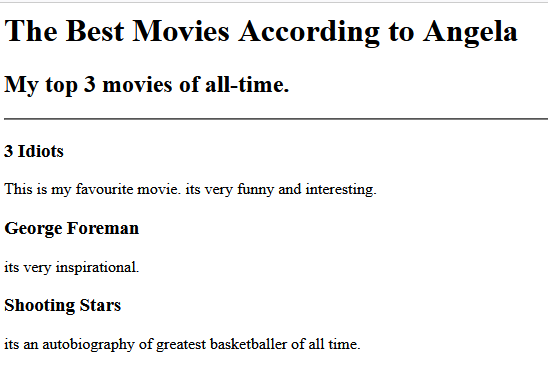 The Best Movies According to Angela
My top 3 movies of all-time.
3 Idiots
This is my favourite movie. its very funny and interesting.
George Foreman
its very inspirational.
Shooting Stars
its an autobiography of greatest basketballer of all time.